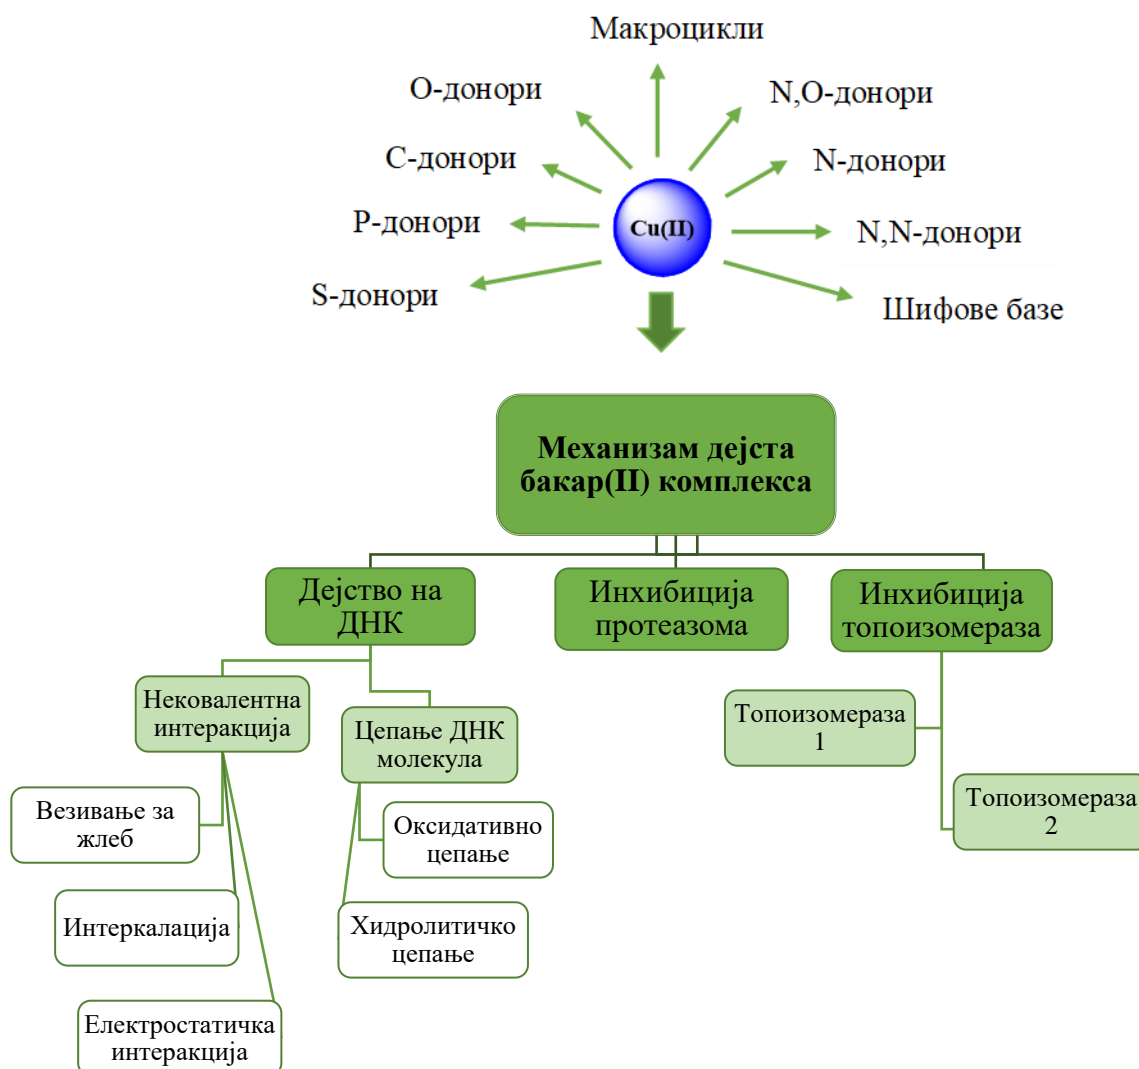 Макроцикли
О-донори
N,O-донори
С-донори
N-донори
Р-донори
Cu(II)
N,N-донори
S-донори
Шифове базе
Механизам дејста
бакар(II) комплекса
Дејство на
ДНК
Инхибиција
протеазома
Инхибиција
топоизомераза
Нековалентна
интеракција
Цепање ДНК
молекула
Топоизомераза
1
Топоизомераза
2
Везивање за
жлеб
Оксидативно
цепање
Интеркалација
Хидролитичко
цепање
Електростатичка
интеракција